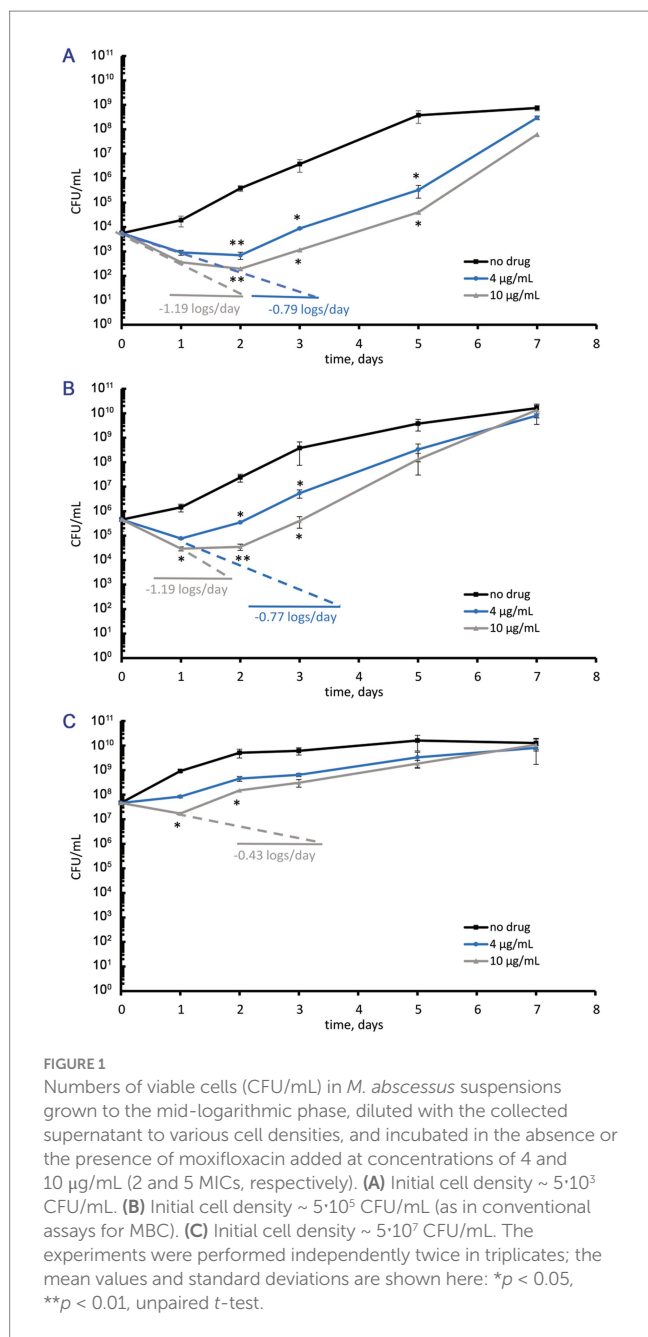 A
10¹¹
10¹⁰
10⁹
10⁸
10⁷
10⁶
10⁵
10⁴
10³
10²
10¹
10⁰
CFU/mL
*
*
**
*
*
**
no drug
4 µg/mL
10 µg/mL
-1.19 logs/day
-0.79 logs/day
0 1 2 3 4 5 6 7 8
time, days
B
10¹¹
10¹⁰
10⁹
10⁸
10⁷
10⁶
10⁵
10⁴
10³
10²
10¹
10⁰
CFU/mL
*
*
*
**
*
-1.19 logs/day
-0.77 logs/day
no drug
4 µg/mL
10 µg/mL
0 1 2 3 4 5 6 7 8
time, days
C
10¹¹
10¹⁰
10⁹
10⁸
10⁷
10⁶
10⁵
10⁴
10³
10²
10¹
10⁰
CFU/mL
*
*
-0.43 logs/day
no drug
4 µg/mL
10 µg/mL
0 1 2 3 4 5 6 7 8
time, days
FIGURE 1
Numbers of viable cells (CFU/mL) in M. abscessus suspensions
grown to the mid-logarithmic phase, diluted with the collected
supernatant to various cell densities, and incubated in the absence or
the presence of moxifloxacin added at concentrations of 4 and
10 µg/mL (2 and 5 MICs, respectively). (A) Initial cell density ~ 5·10³
CFU/mL. (B) Initial cell density ~ 5·10⁵ CFU/mL (as in conventional
assays for MBC). (C) Initial cell density ~ 5·10⁷ CFU/mL. The
experiments were performed independently twice in triplicates; the
mean values and standard deviations are shown here: *p < 0.05,
**p < 0.01, unpaired t-test.